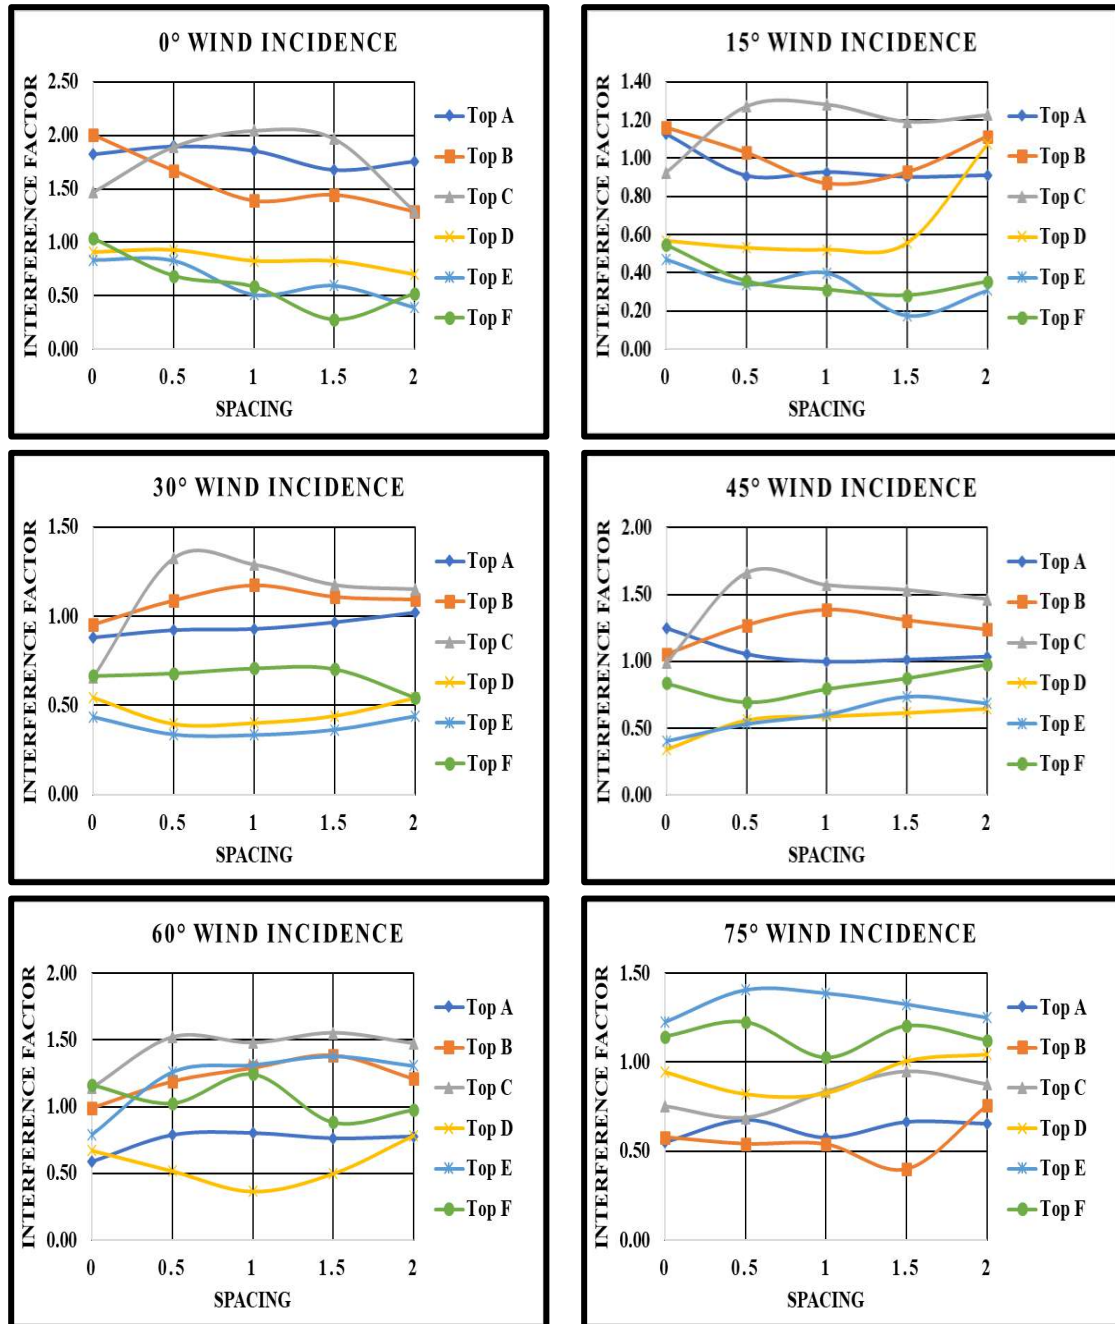 0° WIND INCIDENCE
INTERFERENCE FACTOR
2.50
2.00
1.50
1.00
0.50
0.00
0 0.5 1 1.5 2
SPACING
Top A
Top B
Top C
Top D
Top E
Top F
15° WIND INCIDENCE
INTERFERENCE FACTOR
1.40
1.20
1.00
0.80
0.60
0.40
0.20
0.00
0 0.5 1 1.5 2
SPACING
Top A
Top B
Top C
Top D
Top E
Top F
30° WIND INCIDENCE
INTERFERENCE FACTOR
1.50
1.00
0.50
0.00
0 0.5 1 1.5 2
SPACING
Top A
Top B
Top C
Top D
Top E
Top F
45° WIND INCIDENCE
INTERFERENCE FACTOR
2.00
1.50
1.00
0.50
0.00
0 0.5 1 1.5 2
SPACING
Top A
Top B
Top C
Top D
Top E
Top F
60° WIND INCIDENCE
INTERFERENCE FACTOR
2.00
1.50
1.00
0.50
0.00
0 0.5 1 1.5 2
SPACING
Top A
Top B
Top C
Top D
Top E
Top F
75° WIND INCIDENCE
INTERFERENCE FACTOR
1.50
1.00
0.50
0.00
0 0.5 1 1.5 2
SPACING
Top A
Top B
Top C
Top D
Top E
Top F